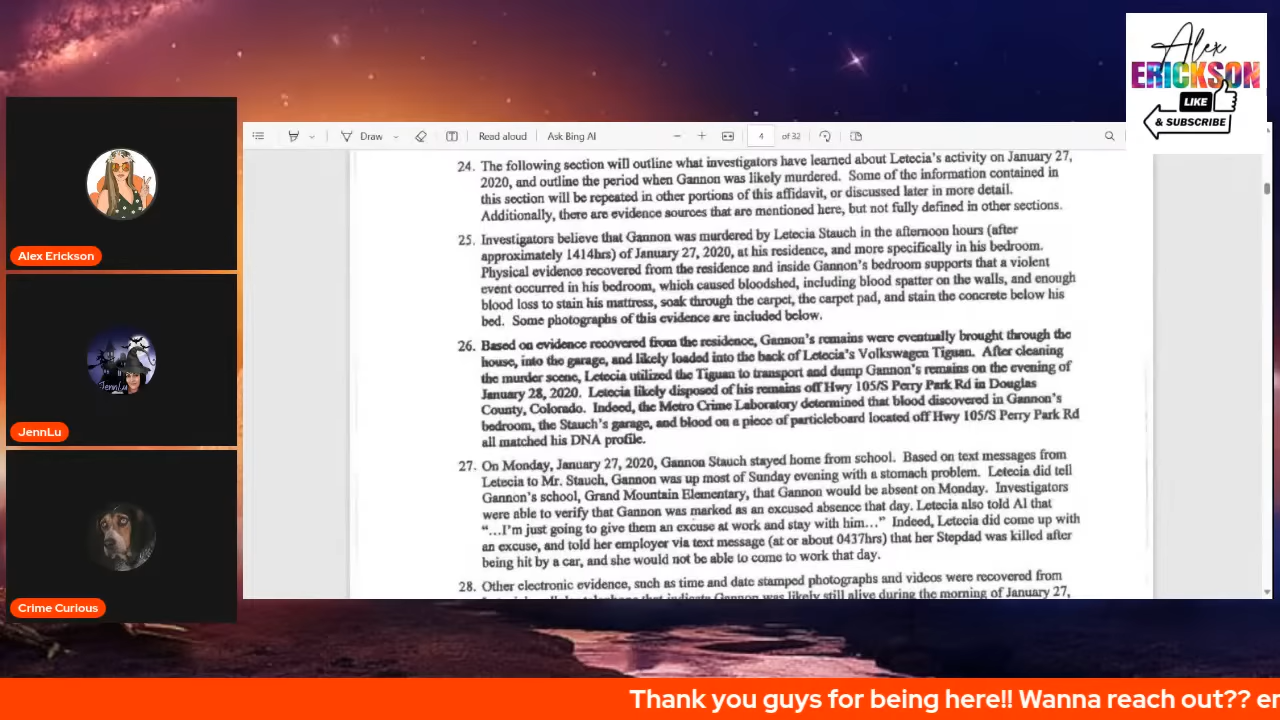 Alex
ERICKSON
LIKE
& SUBSCRIBE
Draw
Read aloud
Ask Bing AI
4
of 32
24. The following section will outline what investigators have learned about Letecia's activity on January 27,
2020, and outline the period when Gannon was likely murdered. Some of the information contained in
this section will be repeated in other portions of this affidavit, or discussed later in more detail.
Additionally, there are evidence sources that are mentioned here, but not fully defined in other sections.
25. Investigators believe that Gannon was murdered by Letecia Stauch in the afternoon hours (after
approximately 1414hrs) of January 27, 2020, at his residence, and more specifically in his bedroom.
Physical evidence recovered from the residence and inside Gannon's bedroom supports that a violent
event occurred in his bedroom, which caused bloodshed, including blood spatter on the walls, and enough
blood loss to stain his mattress, soak through the carpet, the carpet pad, and stain the concrete below his
bed. Some photographs of this evidence are included below.
26. Based on evidence recovered from the residence, Gannon's remains were eventually brought through the
house, into the garage, and likely loaded into the back of Letecia's Volkswagen Tiguan. After cleaning
the murder scene, Letecia utilized the Tiguan to transport and dump Gannon's remains on the evening of
January 28, 2020. Letecia likely disposed of his remains off Hwy 105/S Perry Park Rd in Douglas
County, Colorado. Indeed, the Metro Crime Laboratory determined that blood discovered in Gannon's
bedroom, the Stauch's garage, and blood on a piece of particleboard located off Hwy 105/S Perry Park Rd
all matched his DNA profile.
27. On Monday, January 27, 2020, Gannon Stauch stayed home from school. Based on text messages from
Letecia to Mr. Stauch, Gannon was up most of Sunday evening with a stomach problem. Letecia did tell
Gannon's school, Grand Mountain Elementary, that Gannon would be absent on Monday. Investigators
were able to verify that Gannon was marked as an excused absence that day. Letecia also told Al that
"...I'm just going to give them an excuse at work and stay with him..." Indeed, Letecia did come up with
an excuse, and told her employer via text message (at or about 0437hrs) that her Stepdad was killed after
being hit by a car, and she would not be able to come to work that day.
28. Other electronic evidence, such as time and date stamped photographs and videos were recovered from
that indicate Gannon was likely still alive during the morning of January 27,
Alex Erickson
JennLu
JennLu
Crime Curious
Thank you guys for being here!! Wanna reach out??